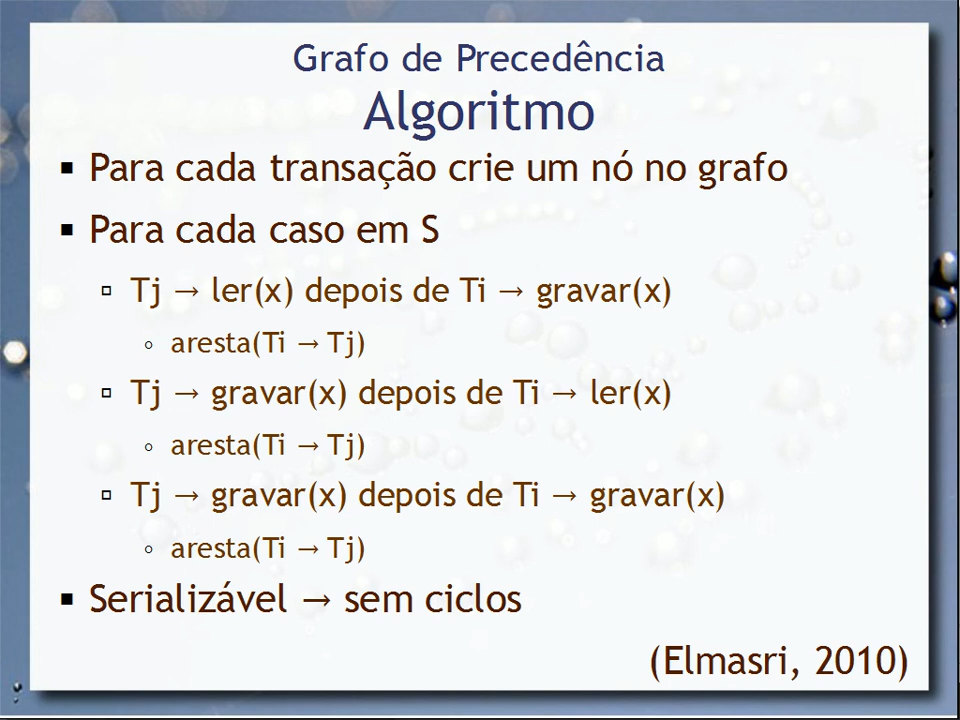 Grafo de Precedência
Algoritmo
▪ Para cada transação crie um nó no grafo
▪ Para cada caso em S
▫ Tj → ler(x) depois de Ti → gravar(x)
◦ aresta(Ti → Tj)
▫ Tj → gravar(x) depois de Ti → ler(x)
◦ aresta(Ti → Tj)
▫ Tj → gravar(x) depois de Ti → gravar(x)
◦ aresta(Ti → Tj)
▪ Serializável → sem ciclos
(Elmasri, 2010)